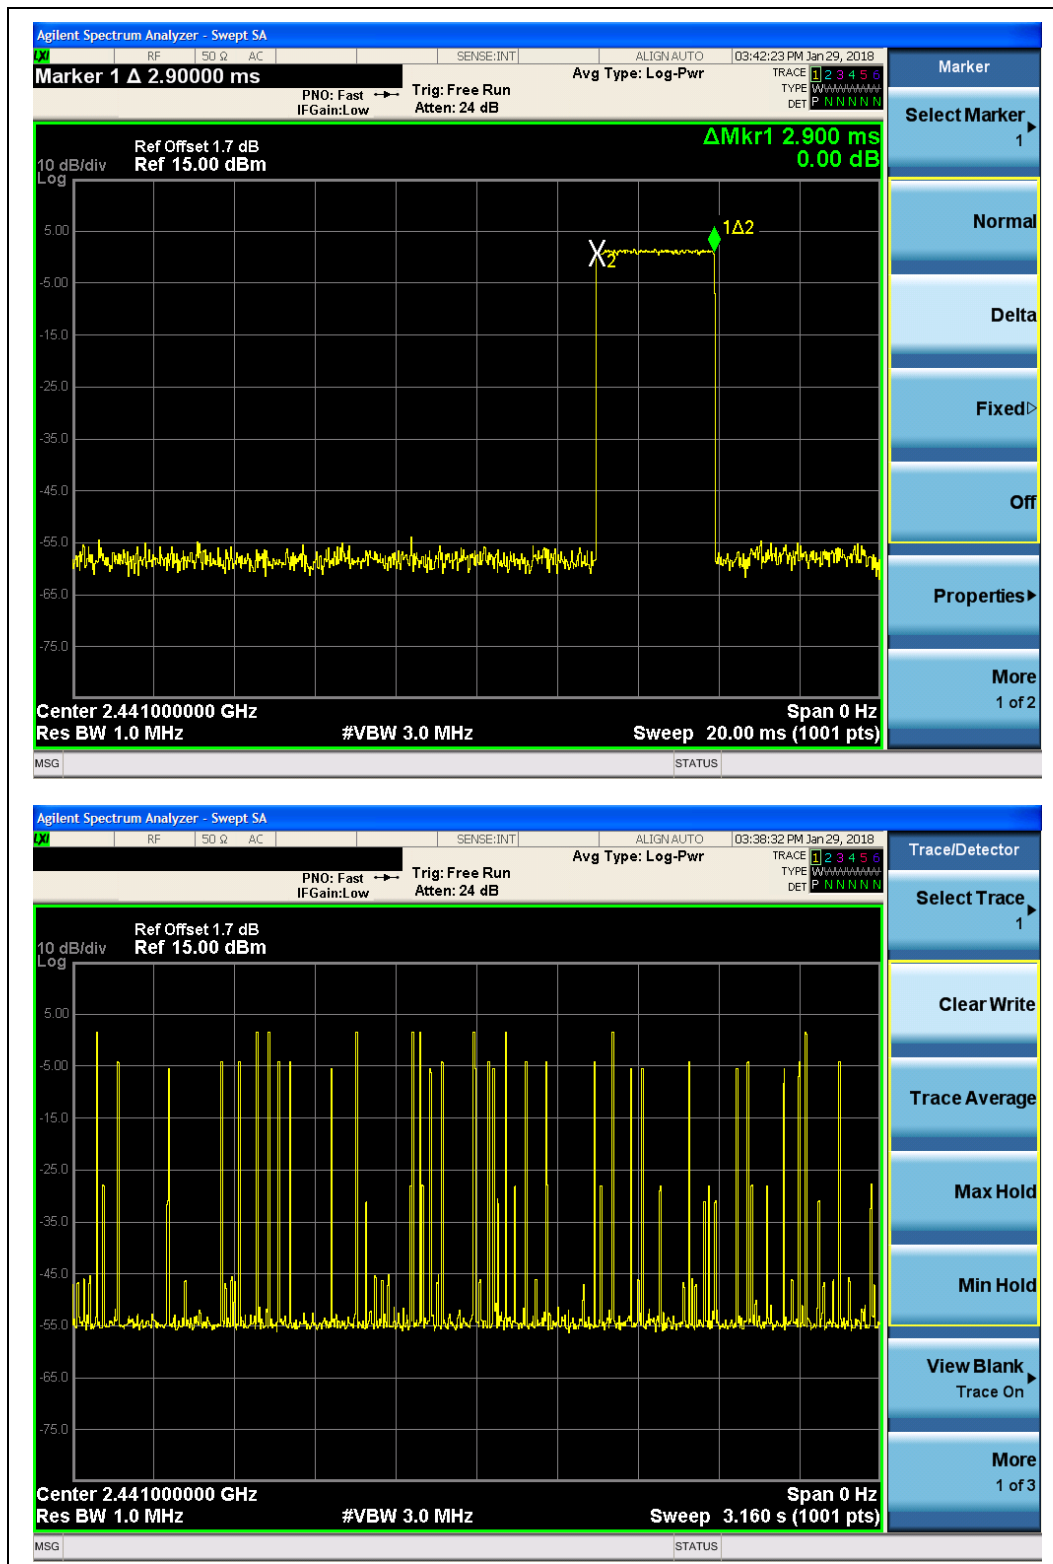 Agilent Spectrum Analyzer - Swept SA
LXI RF 50 Ω AC SENSE:INT ALIGN AUTO 03:42:23 PM Jan 29, 2018
Marker 1 Δ 2.90000 ms
PNO: Fast
IFGain:Low
Trig: Free Run
Atten: 24 dB
Avg Type: Log-Pwr
TRACE 1 2 3 4 5 6
TYPE
DET P N N N N N
ΔMkr1 2.900 ms
0.00 dB
Ref Offset 1.7 dB
10 dB/div Ref 15.00 dBm
Log
5.00
-5.00
-15.0
-25.0
-35.0
-45.0
-55.0
-65.0
-75.0
X2
1Δ2
Center 2.441000000 GHz Span 0 Hz
Res BW 1.0 MHz #VBW 3.0 MHz Sweep 20.00 ms (1001 pts)
MSG STATUS
Marker
Select Marker
1
Normal
Delta
Fixed
Off
Properties
More
1 of 2
Agilent Spectrum Analyzer - Swept SA
LXI RF 50 Ω AC SENSE:INT ALIGN AUTO 03:38:32 PM Jan 29, 2018
PNO: Fast
IFGain:Low
Trig: Free Run
Atten: 24 dB
Avg Type: Log-Pwr
TRACE 1 2 3 4 5 6
TYPE
DET P N N N N N
Ref Offset 1.7 dB
10 dB/div Ref 15.00 dBm
Log
5.00
-5.00
-15.0
-25.0
-35.0
-45.0
-55.0
-65.0
-75.0
Center 2.441000000 GHz Span 0 Hz
Res BW 1.0 MHz #VBW 3.0 MHz Sweep 3.160 s (1001 pts)
MSG STATUS
Trace/Detector
Select Trace
1
Clear Write
Trace Average
Max Hold
Min Hold
View Blank
Trace On
More
1 of 3